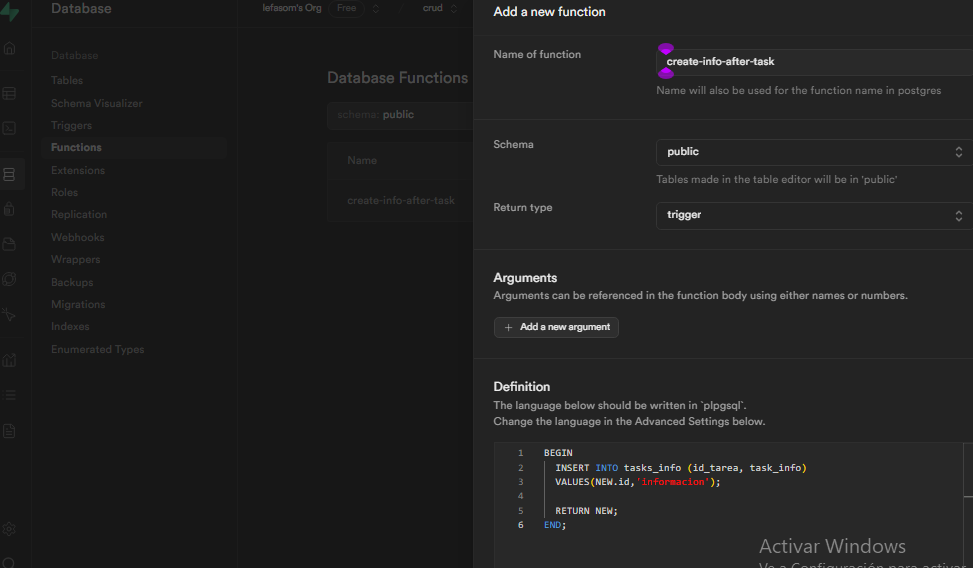 Database
Database
Tables
Schema Visualizer
Triggers
Functions
Extensions
Roles
Replication
Webhooks
Wrappers
Backups
Migrations
Indexes
Enumerated Types
lefasorn's Org Free crud
Database Functions
schema: public
Name
create-info-after-task
Add a new function
Name of function
create-info-after-task
Name will also be used for the function name in postgres
Schema
public
Tables made in the table editor will be in 'public'
Return type
trigger
Arguments
Arguments can be referenced in the function body using either names or numbers.
+ Add a new argument
Definition
The language below should be written in `plpgsql`.
Change the language in the Advanced Settings below.
1 BEGIN
2 INSERT INTO tasks_info (id_tarea, task_info)
3 VALUES(NEW.id,'informacion');
4
5 RETURN NEW;
6 END;
Activar Windows
Ve a Configuración para activar